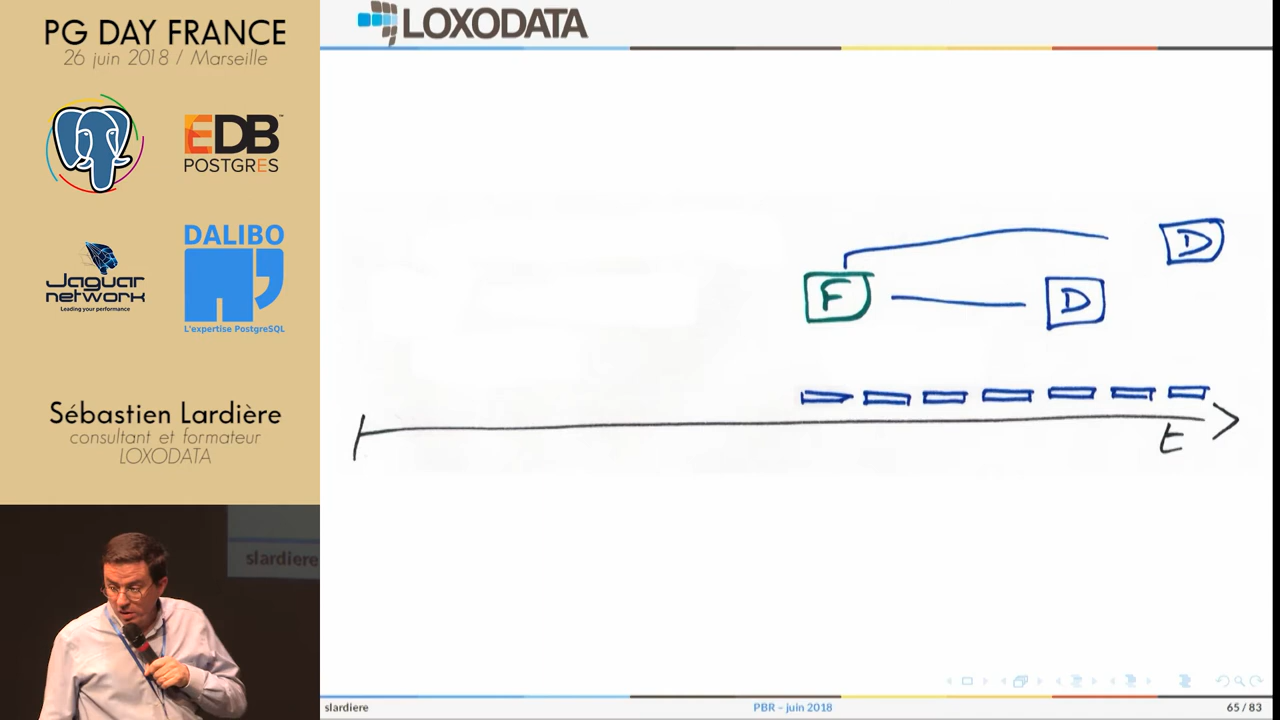 PG DAY FRANCE
26 juin 2018 / Marseille
EDB™
POSTGRES
Jaguar
network
Leading your performance
DALIBO
L'expertise PostgreSQL
Sébastien Lardière
consultant et formateur
LOXODATA
slardiere
LOXODATA
D
F
D
t
slardiere
PBR – juin 2018
65 / 83